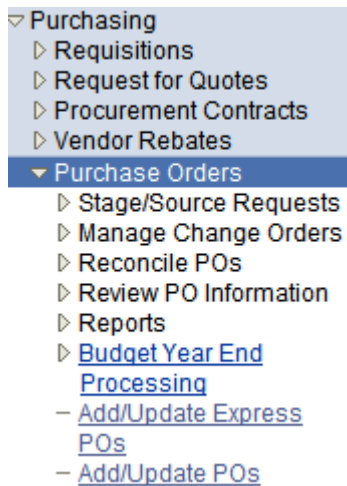 Purchasing
Requisitions
Request for Quotes
Procurement Contracts
Vendor Rebates
Purchase Orders
Stage/Source Requests
Manage Change Orders
Reconcile POs
Review PO Information
Reports
Budget Year End
Processing
– Add/Update Express
POs
– Add/Update POs